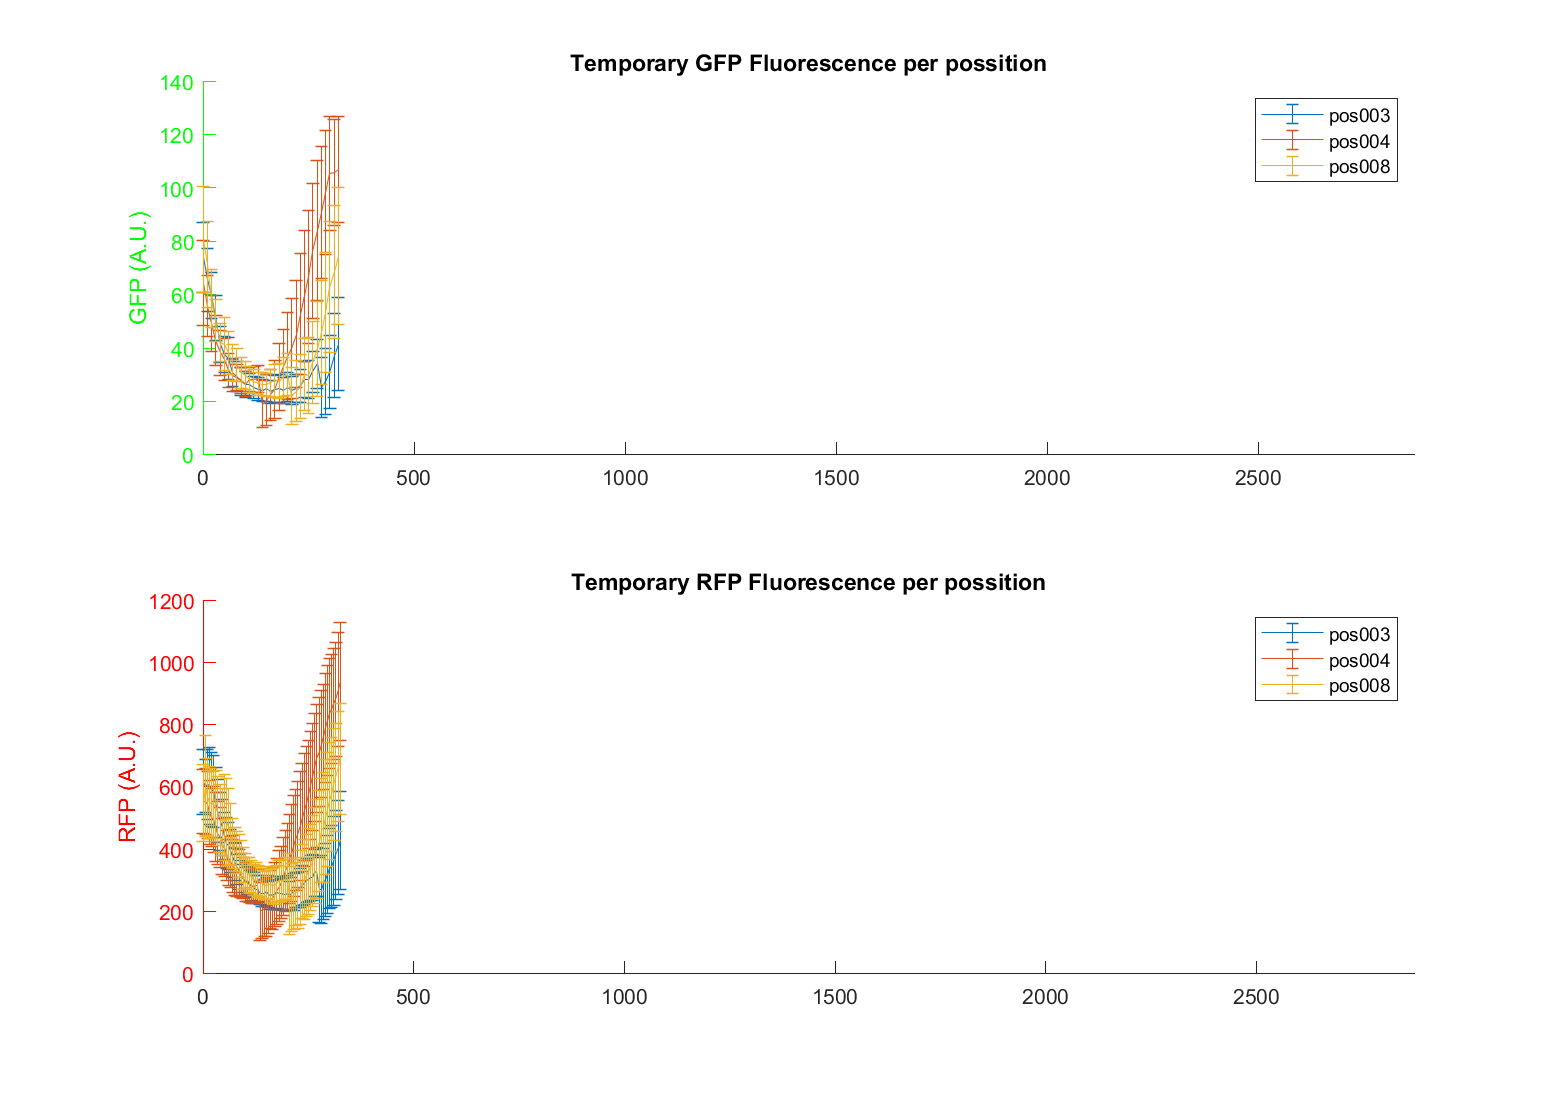 Temporary GFP Fluorescence per possition
140
120
100
80
60
40
20
0
GFP (A.U.)
pos003
pos004
pos008
0 500 1000 1500 2000 2500
Temporary RFP Fluorescence per possition
1200
1000
800
600
400
200
0
RFP (A.U.)
pos003
pos004
pos008
0 500 1000 1500 2000 2500